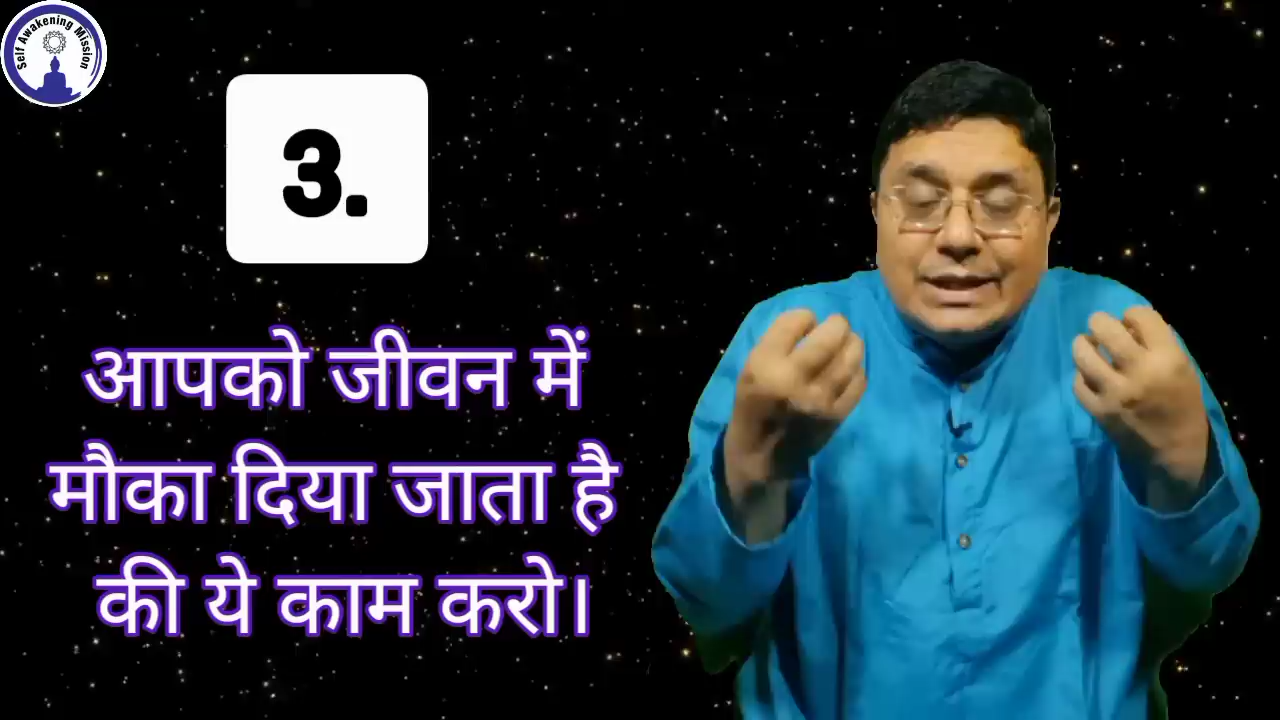 Self Awakening Mission
3.
आपको जीवन में
मौका दिया जाता है
की ये काम करो।